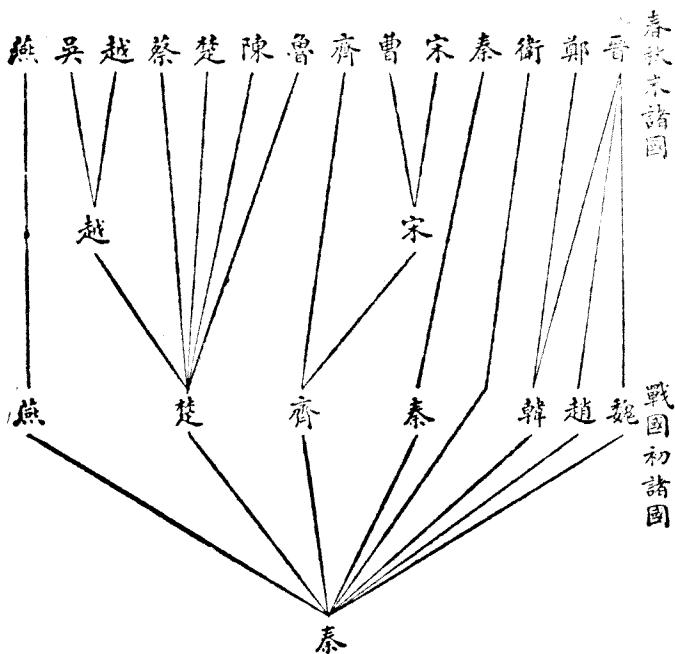 春秋末諸國
燕吳越蔡楚陳魯齊曹宋秦衛鄭晉
越 宋
戰國初諸國
燕 楚 齊 秦 韓 趙 魏
秦